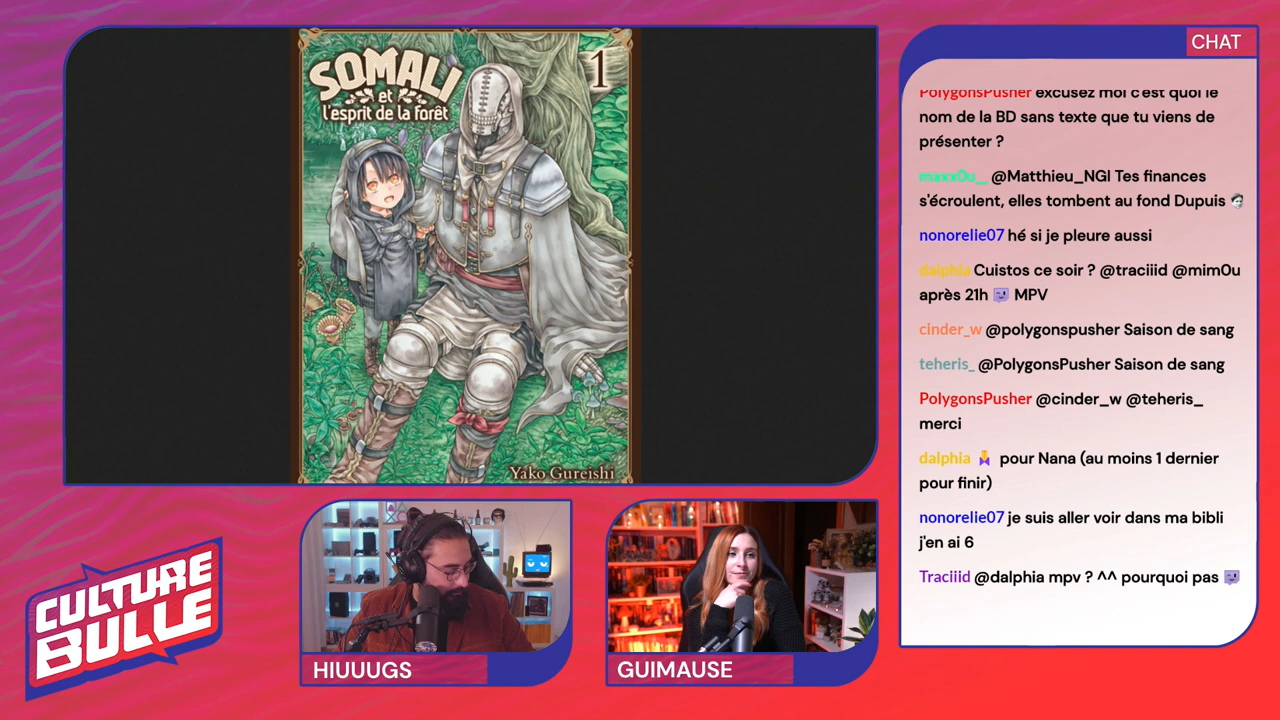 SOMALI
et
l'esprit de la forêt
1
Yako Gureishi
CULTURE
BULLE
HIUUUGS
GUIMAUSE
CHAT
PolygonsPusher excusez moi c'est quoi le
nom de la BD sans texte que tu viens de
présenter ?
maxx0u__ @Matthieu_NGI Tes finances
s'écroulent, elles tombent au fond Dupuis
nonorelie07 hé si je pleure aussi
dalphia Cuistos ce soir ? @traciiid @mim0u
après 21h MPV
cinder_w @polygonspusher Saison de sang
teheris_ @PolygonsPusher Saison de sang
PolygonsPusher @cinder_w @teheris_
merci
dalphia pour Nana (au moins 1 dernier
pour finir)
nonorelie07 je suis aller voir dans ma bibli
j'en ai 6
Traciiid @dalphia mpv ? ^^ pourquoi pas